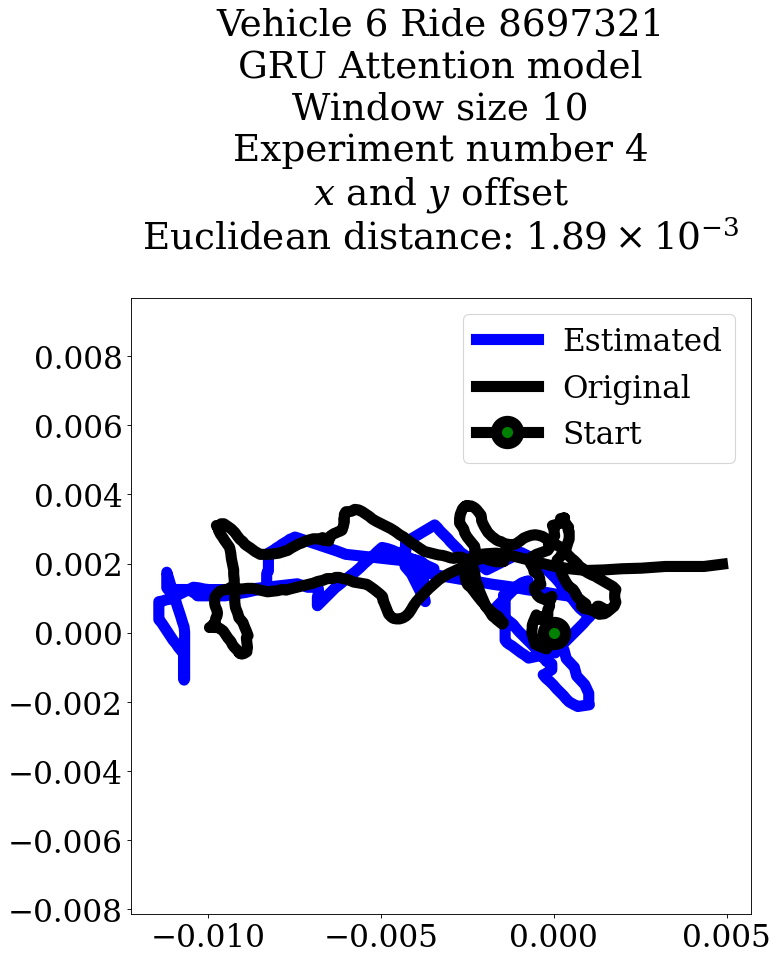 Vehicle 6 Ride 8697321
GRU Attention model
Window size 10
Experiment number 4
x and y offset
Euclidean distance: 1.89 × 10⁻³
Estimated
Original
Start
0.008
0.006
0.004
0.002
0.000
−0.002
−0.004
−0.006
−0.008
−0.010 −0.005 0.000 0.005